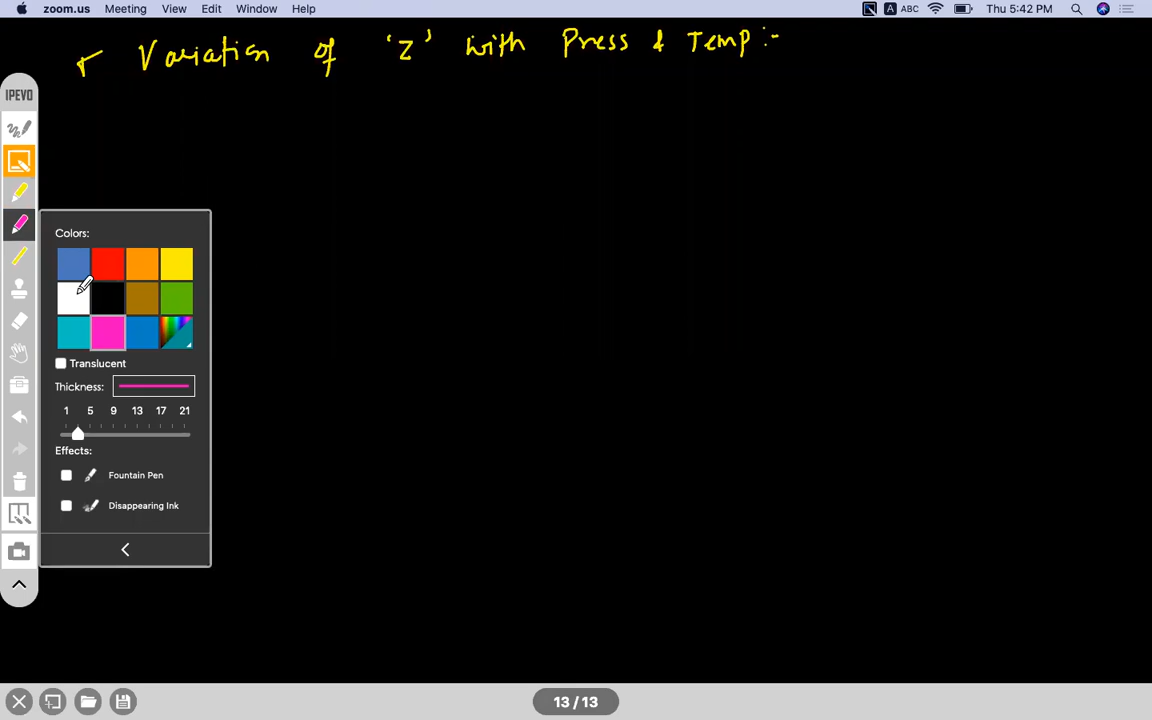 zoom.us Meeting View Edit Window Help A ABC Thu 5:42 PM
Variation of 'Z' with Press & Temp :-
IPEVO
Colors:
Translucent
Thickness:
1 5 9 13 17 21
Effects:
Fountain Pen
Disappearing Ink
13 / 13